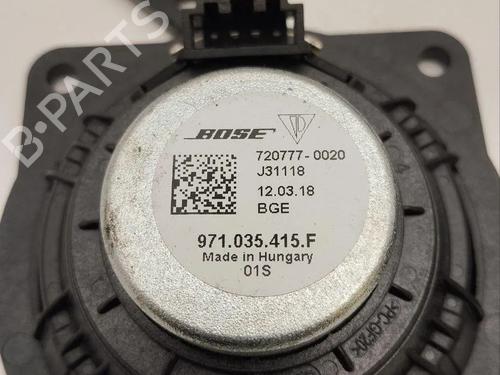 B-PARTS
BOSE
720777-0020
J31118
12.03.18
BGE
971.035.415.F
Made in Hungary
01S